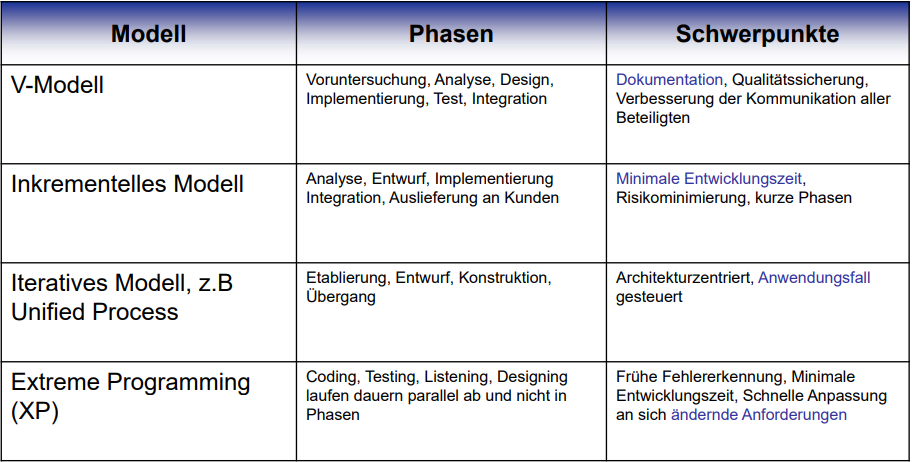 Modell
Phasen
Schwerpunkte
V-Modell
Voruntersuchung, Analyse, Design,
Implementierung, Test, Integration
Dokumentation, Qualitätssicherung,
Verbesserung der Kommunikation aller
Beteiligten
Inkrementelles Modell
Analyse, Entwurf, Implementierung
Integration, Auslieferung an Kunden
Minimale Entwicklungszeit,
Risikominimierung, kurze Phasen
Iteratives Modell, z.B
Unified Process
Etablierung, Entwurf, Konstruktion,
Übergang
Architekturzentriert, Anwendungsfall
gesteuert
Extreme Programming
(XP)
Coding, Testing, Listening, Designing
laufen dauern parallel ab und nicht in
Phasen
Frühe Fehlererkennung, Minimale
Entwicklungszeit, Schnelle Anpassung
an sich ändernde Anforderungen